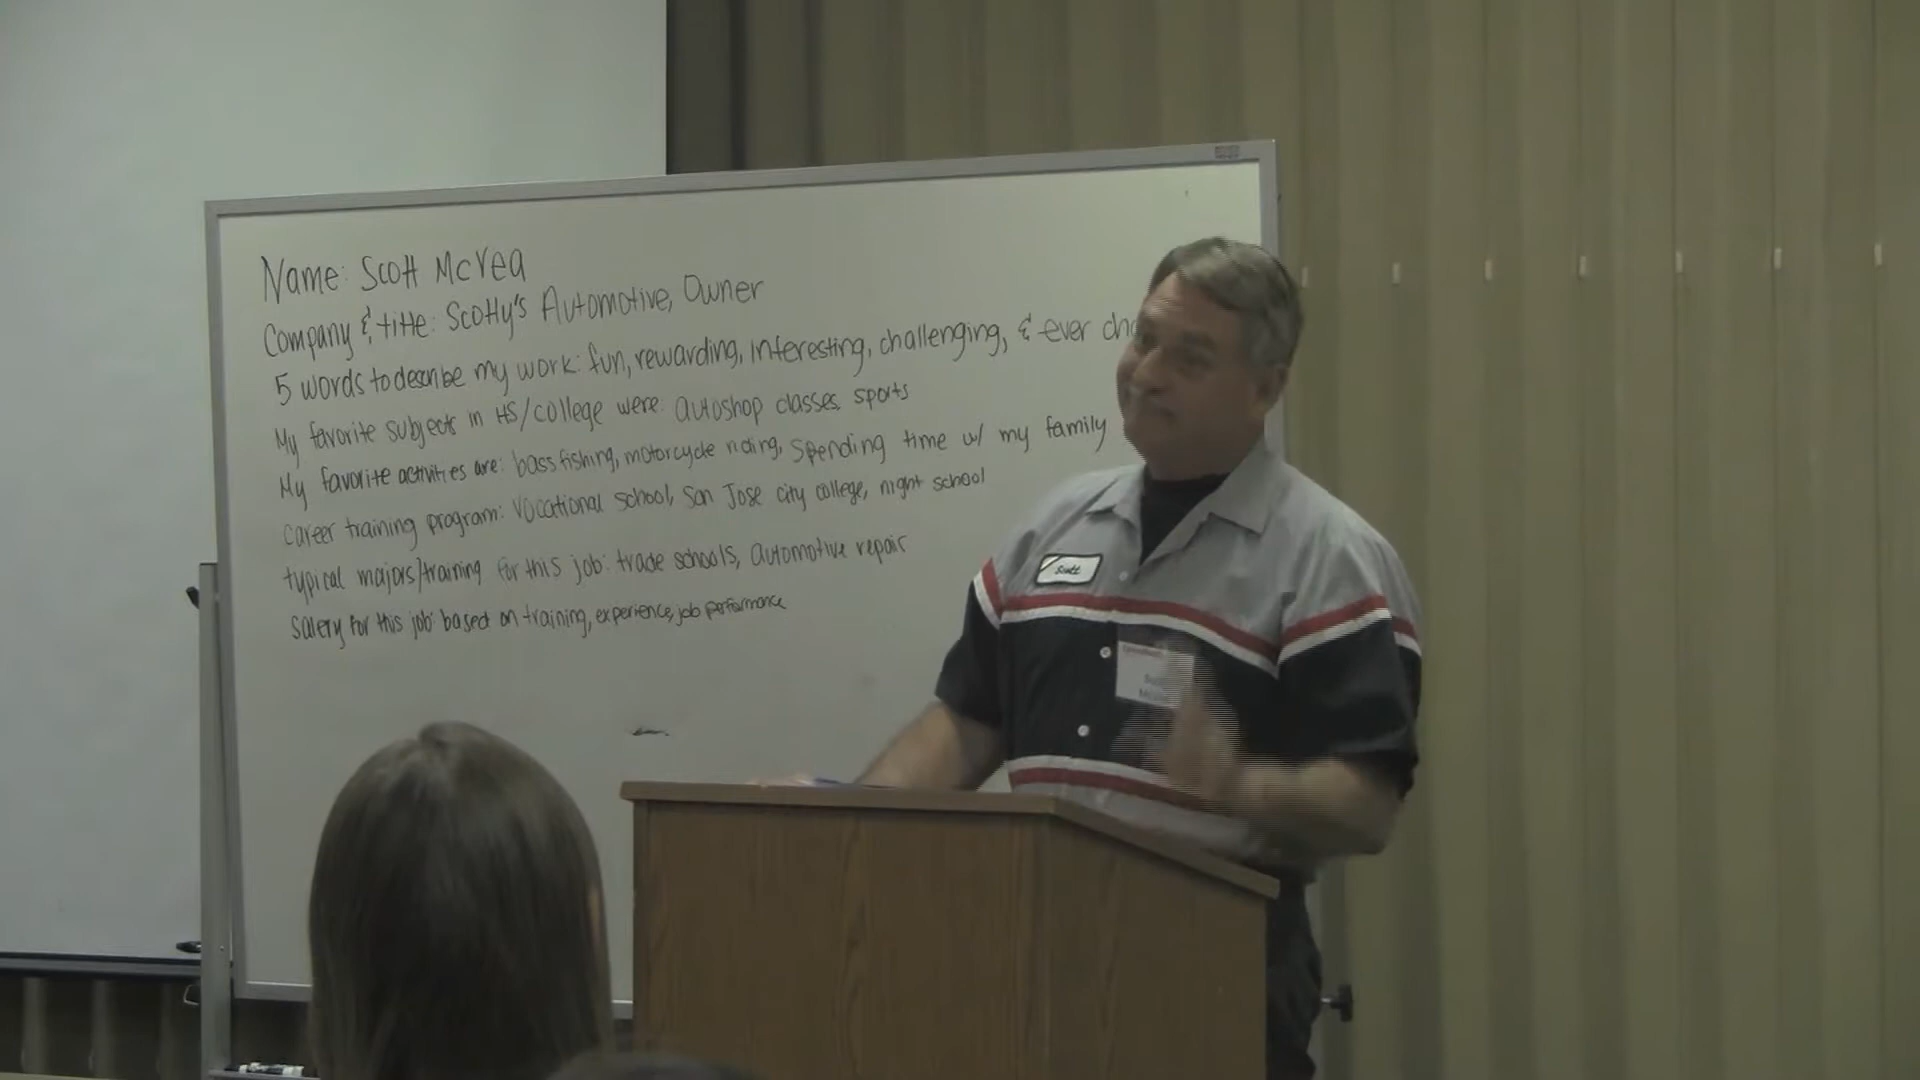 Name: Scott McVea
Company & title: Scotty's Automotive, Owner
5 words to describe my work: fun, rewarding, interesting, challenging, & ever
My favorite subjects in HS/college were: autoshop classes, sports
My favorite activities are: bass fishing, motorcycle riding, spending time w/ my family
career training program: vocational school, San Jose city college, night school
typical majors/training for this job: trade schools, automotive repair
salery for this job: based on training, experience, job performance
Scott